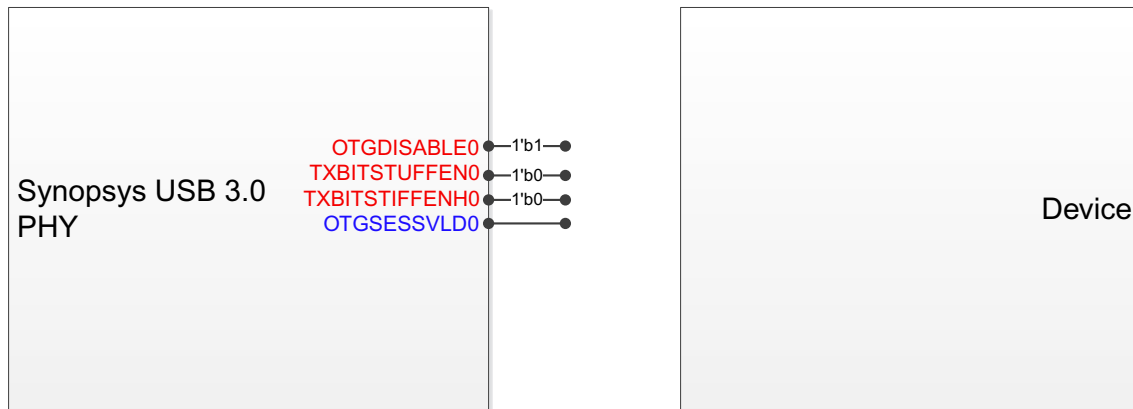 OTGDISABLE0 1'b1
TXBITSTUFFEN0 1'b0
TXBITSTIFFENH0 1'b0
OTGSESSVLD0
Synopsys USB 3.0
PHY
Device